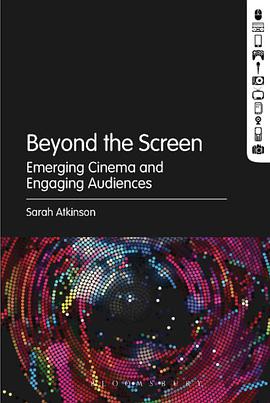 Beyond the Screen
Emerging Cinema and
Engaging Audiences
Sarah Atkinson
BLOOMSBURY